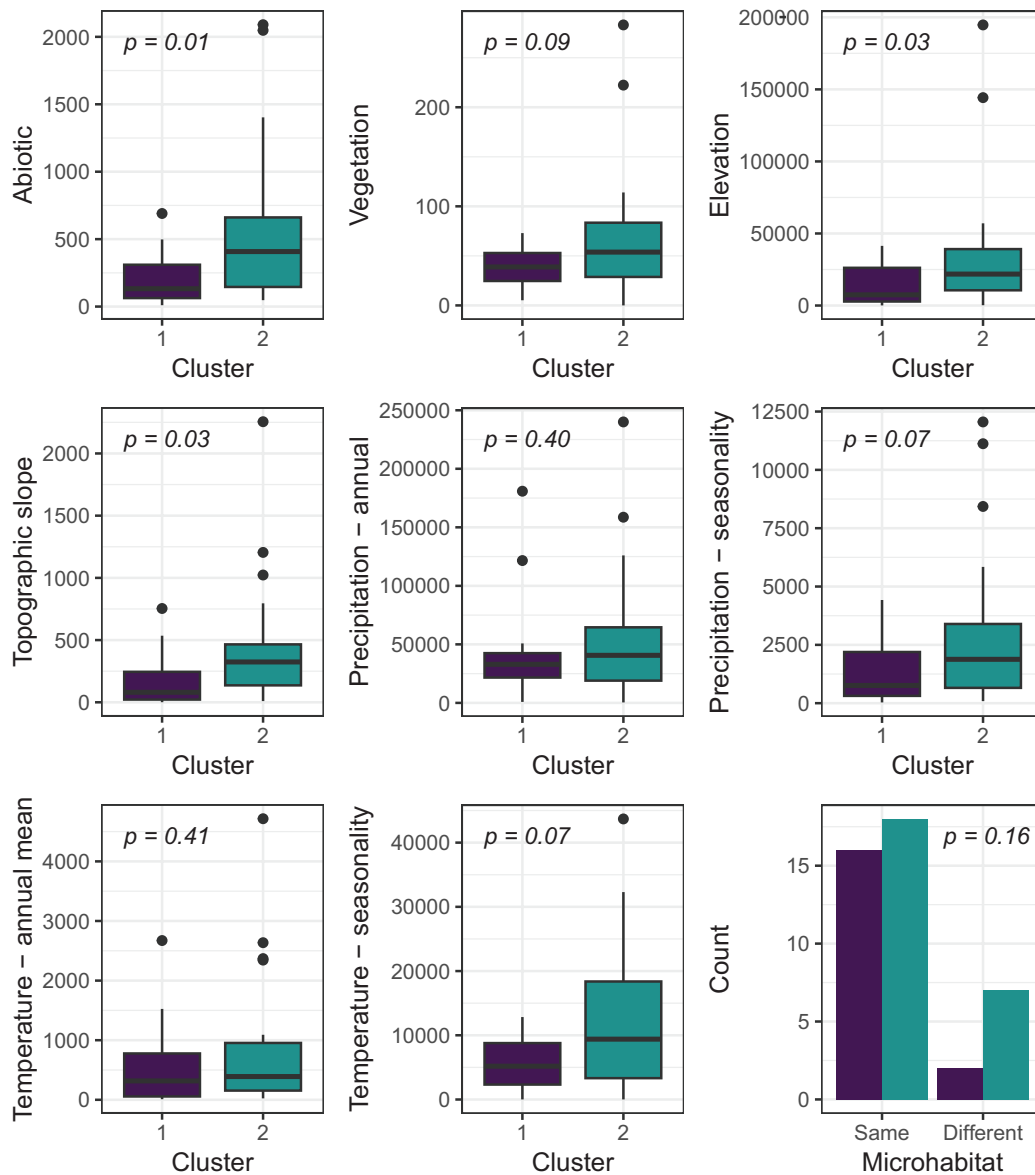 Abiotic
2000
1500
1000
500
0
p = 0.01
1 2
Cluster
Vegetation
200
100
0
p = 0.09
1 2
Cluster
Elevation
200000
150000
100000
50000
0
p = 0.03
1 2
Cluster
Topographic slope
2000
1500
1000
500
0
p = 0.03
1 2
Cluster
Precipitation − annual
250000
200000
150000
100000
50000
0
p = 0.40
1 2
Cluster
Precipitation − seasonality
12500
10000
7500
5000
2500
0
p = 0.07
1 2
Cluster
Temperature − annual mean
4000
3000
2000
1000
0
p = 0.41
1 2
Cluster
Temperature − seasonality
40000
30000
20000
10000
0
p = 0.07
1 2
Cluster
Count
15
10
5
0
p = 0.16
Same Different
Microhabitat